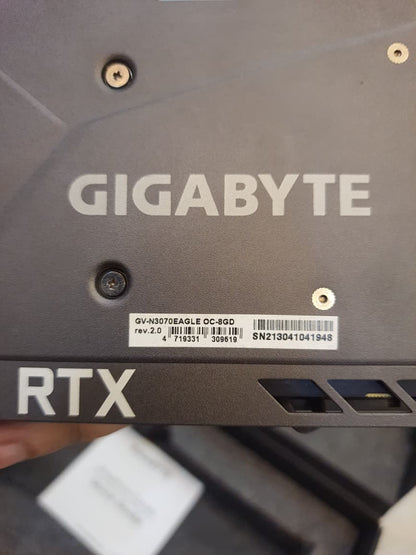 GIGABYTE
GV-N3070EAGLE OC-8GD
rev.2.0
4 719331 309619 SN213041041948
RTX